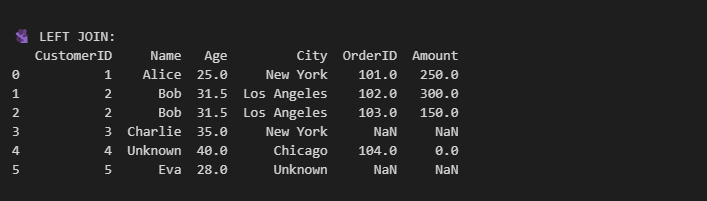 LEFT JOIN:
   CustomerID     Name   Age         City  OrderID  Amount
0           1    Alice  25.0     New York    101.0   250.0
1           2      Bob  31.5  Los Angeles    102.0   300.0
2           2      Bob  31.5  Los Angeles    103.0   150.0
3           3  Charlie  35.0     New York      NaN     NaN
4           4  Unknown  40.0      Chicago    104.0     0.0
5           5      Eva  28.0      Unknown      NaN     NaN